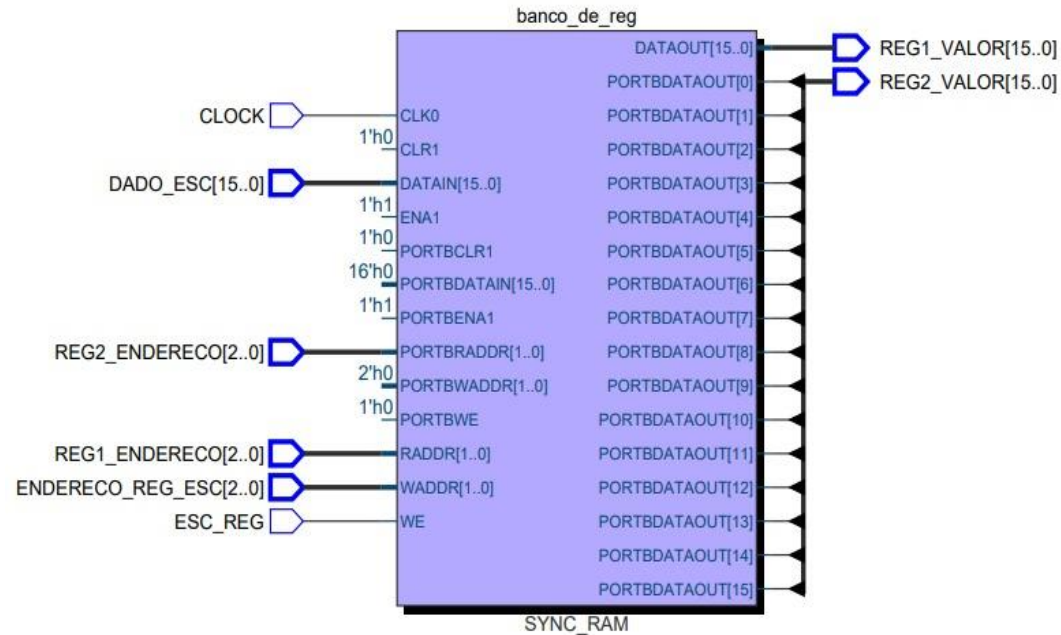 banco_de_reg
DATAOUT[15..0]
REG1_VALOR[15..0]
PORTBDATAOUT[0]
REG2_VALOR[15..0]
CLOCK
CLK0
PORTBDATAOUT[1]
1'h0
CLR1
PORTBDATAOUT[2]
DADO_ESC[15..0]
DATAIN[15..0]
PORTBDATAOUT[3]
1'h1
ENA1
PORTBDATAOUT[4]
1'h0
PORTBCLR1
PORTBDATAOUT[5]
16'h0
PORTBDATAIN[15..0]
PORTBDATAOUT[6]
1'h1
PORTBENA1
PORTBDATAOUT[7]
REG2_ENDERECO[2..0]
PORTBRADDR[1..0]
PORTBDATAOUT[8]
2'h0
PORTBWADDR[1..0]
PORTBDATAOUT[9]
1'h0
PORTBWE
PORTBDATAOUT[10]
REG1_ENDERECO[2..0]
RADDR[1..0]
PORTBDATAOUT[11]
ENDERECO_REG_ESC[2..0]
WADDR[1..0]
PORTBDATAOUT[12]
ESC_REG
WE
PORTBDATAOUT[13]
PORTBDATAOUT[14]
PORTBDATAOUT[15]
SYNC_RAM